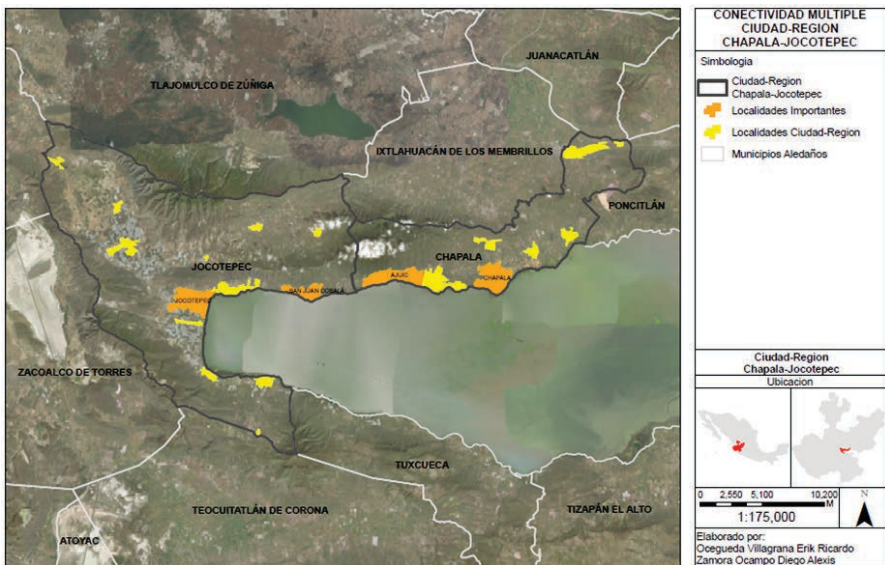 CONECTIVIDAD MULTIPLE
CIUDAD-REGION
CHAPALA-JOCOTEPEC
Simbologia
Ciudad-Region
Chapala-Jocotepec
Localidades Importantes
Localidades Ciudad-Region
Municipios Aledaños
JUANACATLÁN
TLAJOMULCO DE ZÚÑIGA
IXTLAHUACÁN DE LOS MEMBRILLOS
PONCITLÁN
CHAPALA
JOCOTEPEC
AJIJIC
PCHAPALA
SAN JUAN COSALA
JOCOTEPEC
ZACOALCO DE TORRES
TUXCUECA
TEOCUITATLÁN DE CORONA
TIZAPÁN EL ALTO
ATOYAC
Ciudad-Region
Chapala-Jocotepec
Ubicacion
0 2,550 5,100 10,200
M
1:175,000
N
Elaborado por:
Ocegueda Villagrana Erik Ricardo
Zamora Ocampo Diego Alexis